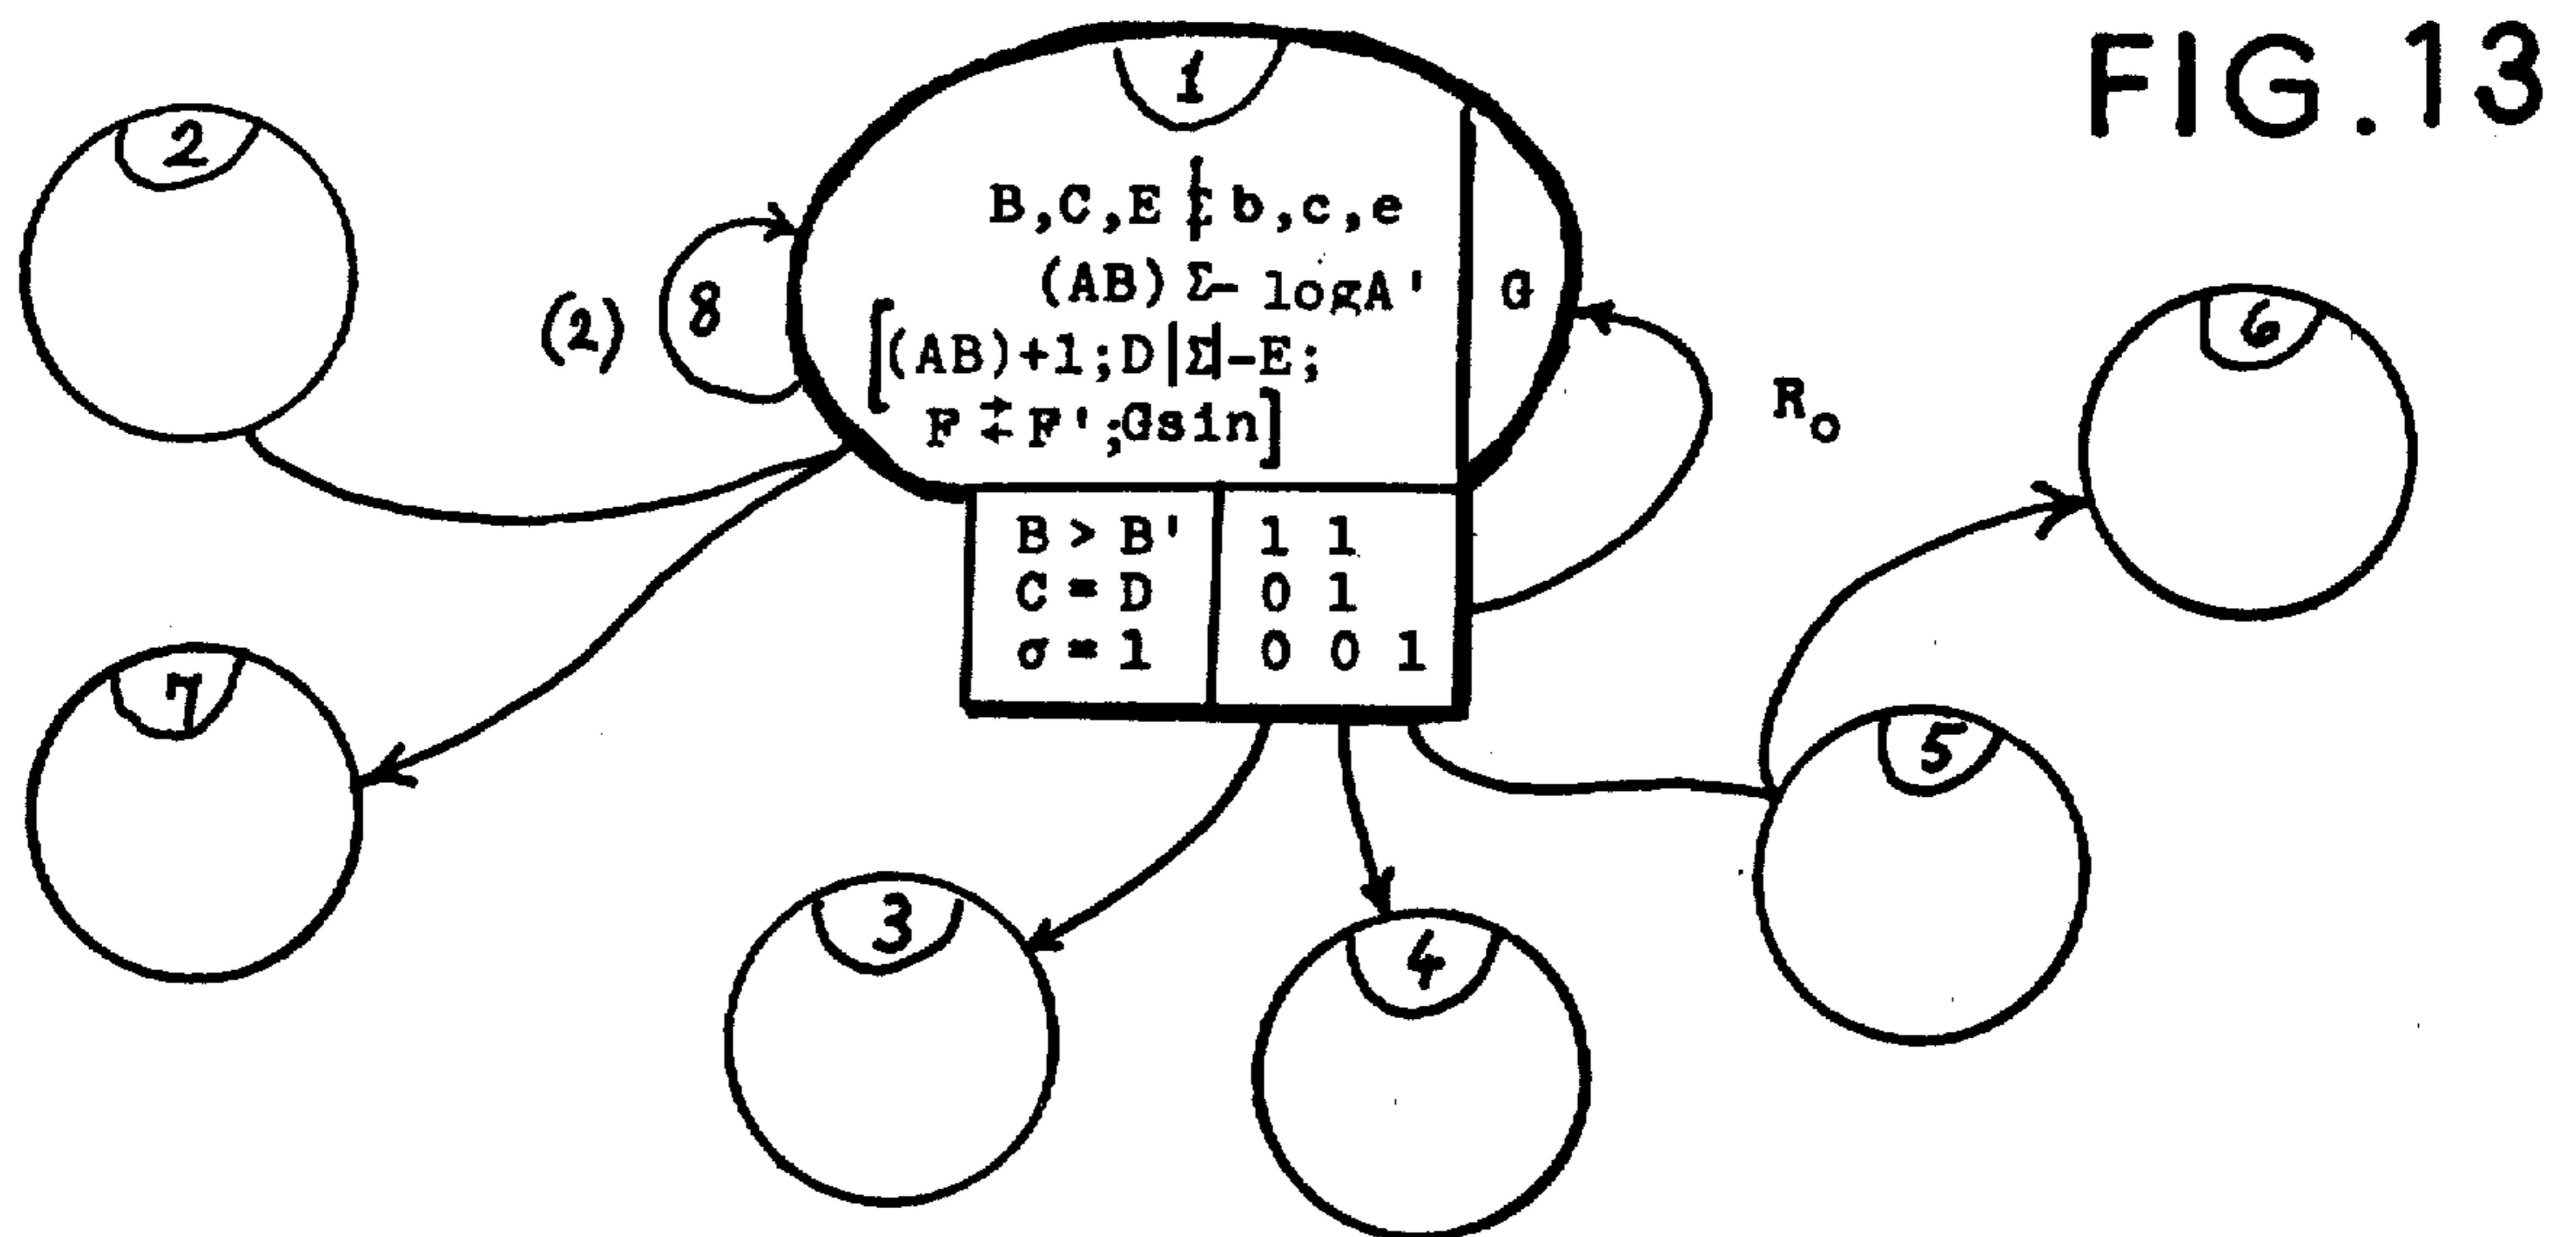 FIG.13
1
2
B,C,E Σ b,c,e
(AB) Σ- logA'
G
(2)
8
[(AB)+1;D|Σ|-E;
F ⇄ F';Gsin]
6
R₀
B > B' 1 1
C = D 0 1
σ = 1 0 0 1
7
5
3
4